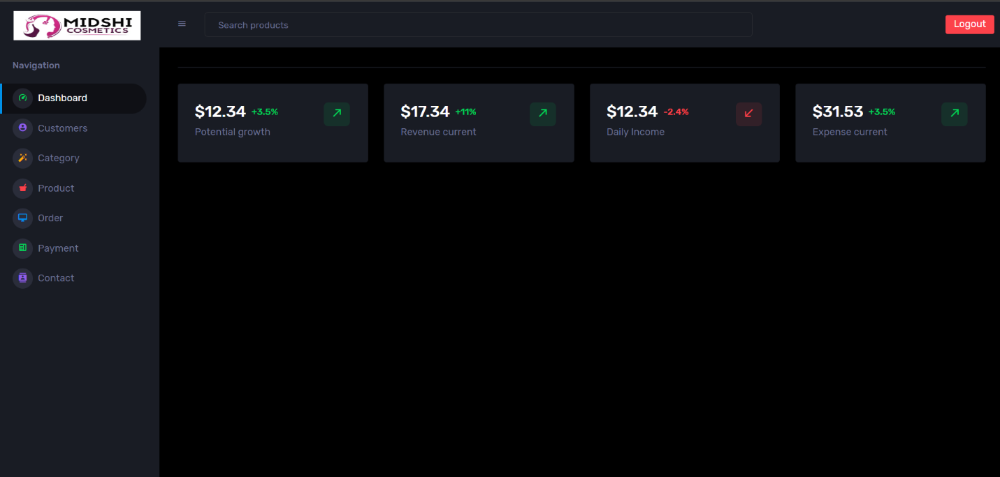 MIDSHI
COSMETICS
Search products
Logout
Navigation
Dashboard
Customers
Category
Product
Order
Payment
Contact
$12.34 +3.5%
Potential growth
$17.34 +11%
Revenue current
$12.34 -2.4%
Daily Income
$31.53 +3.5%
Expense current